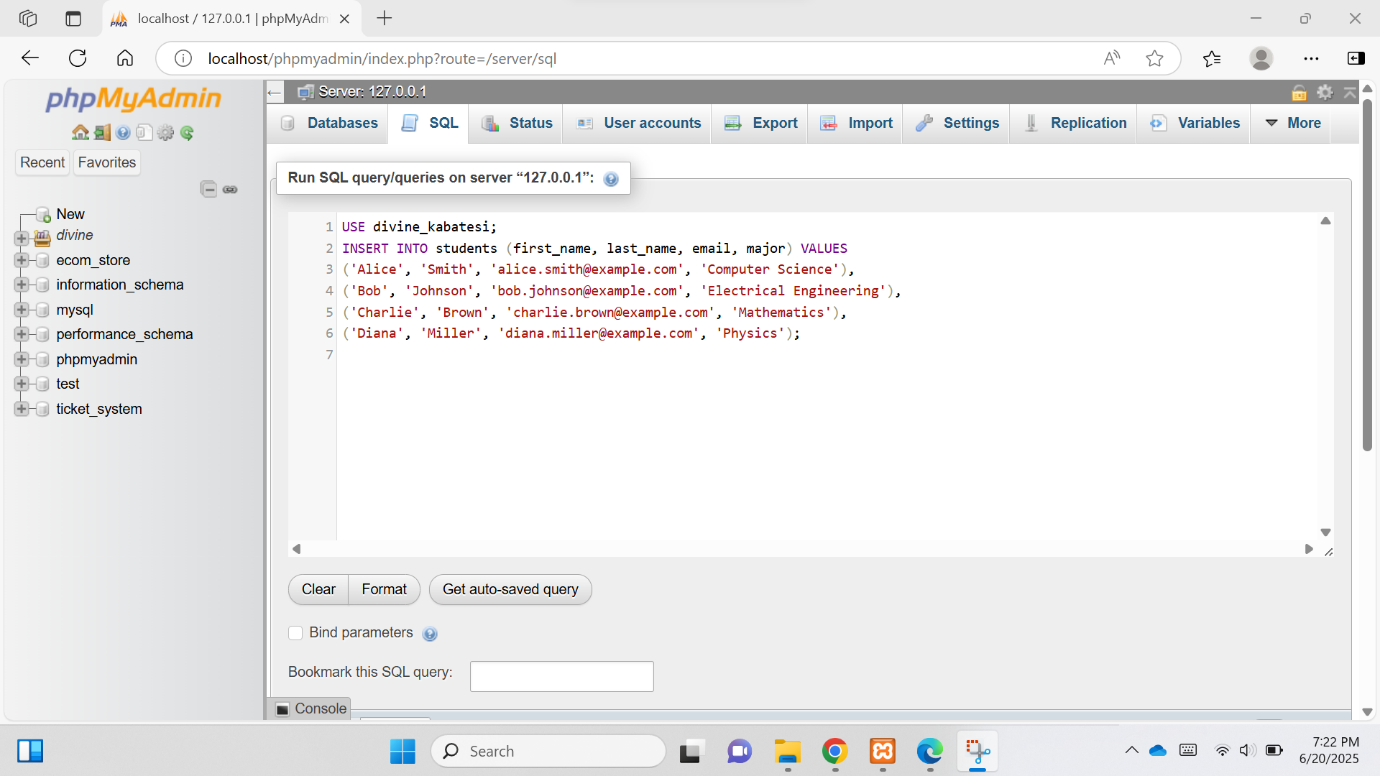 localhost / 127.0.0.1 | phpMyAdm
localhost/phpmyadmin/index.php?route=/server/sql
phpMyAdmin
Recent
Favorites
New
divine
ecom_store
information_schema
mysql
performance_schema
phpmyadmin
test
ticket_system
Server: 127.0.0.1
Databases
SQL
Status
User accounts
Export
Import
Settings
Replication
Variables
More
Run SQL query/queries on server “127.0.0.1”:
1 USE divine_kabatesi;
2 INSERT INTO students (first_name, last_name, email, major) VALUES
3 ('Alice', 'Smith', 'alice.smith@example.com', 'Computer Science'),
4 ('Bob', 'Johnson', 'bob.johnson@example.com', 'Electrical Engineering'),
5 ('Charlie', 'Brown', 'charlie.brown@example.com', 'Mathematics'),
6 ('Diana', 'Miller', 'diana.miller@example.com', 'Physics');
7
Clear
Format
Get auto-saved query
Bind parameters
Bookmark this SQL query:
Console
Search
7:22 PM
6/20/2025